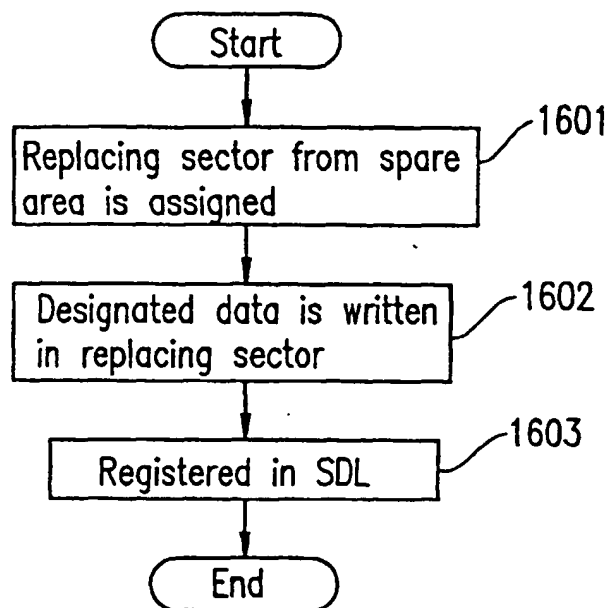 Start
Replacing sector from spare
area is assigned
1601
Designated data is written
in replacing sector
1602
Registered in SDL
1603
End